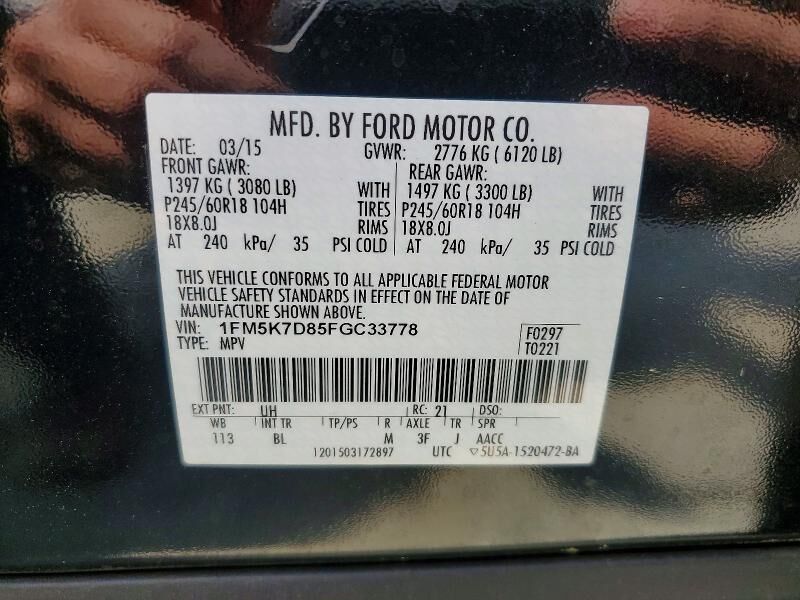 MFD. BY FORD MOTOR CO.
DATE: 03/15 GVWR: 2776 KG ( 6120 LB)
FRONT GAWR: REAR GAWR:
1397 KG ( 3080 LB) WITH 1497 KG ( 3300 LB) WITH
P245/60R18 104H TIRES P245/60R18 104H TIRES
18X8.0J RIMS 18X8.0J RIMS
AT 240 kPa/ 35 PSI COLD AT 240 kPa/ 35 PSI COLD
THIS VEHICLE CONFORMS TO ALL APPLICABLE FEDERAL MOTOR
VEHICLE SAFETY STANDARDS IN EFFECT ON THE DATE OF
MANUFACTURE SHOWN ABOVE.
VIN: 1FM5K7D85FGC33778 F0297
TYPE: MPV T0221
EXT PNT: UH RC: 21 DSO:
WB INT TR TP/PS R AXLE TR SPR
113 BL M 3F J AACC
1201503172897 UTC ▽5U5A-1520472-BA